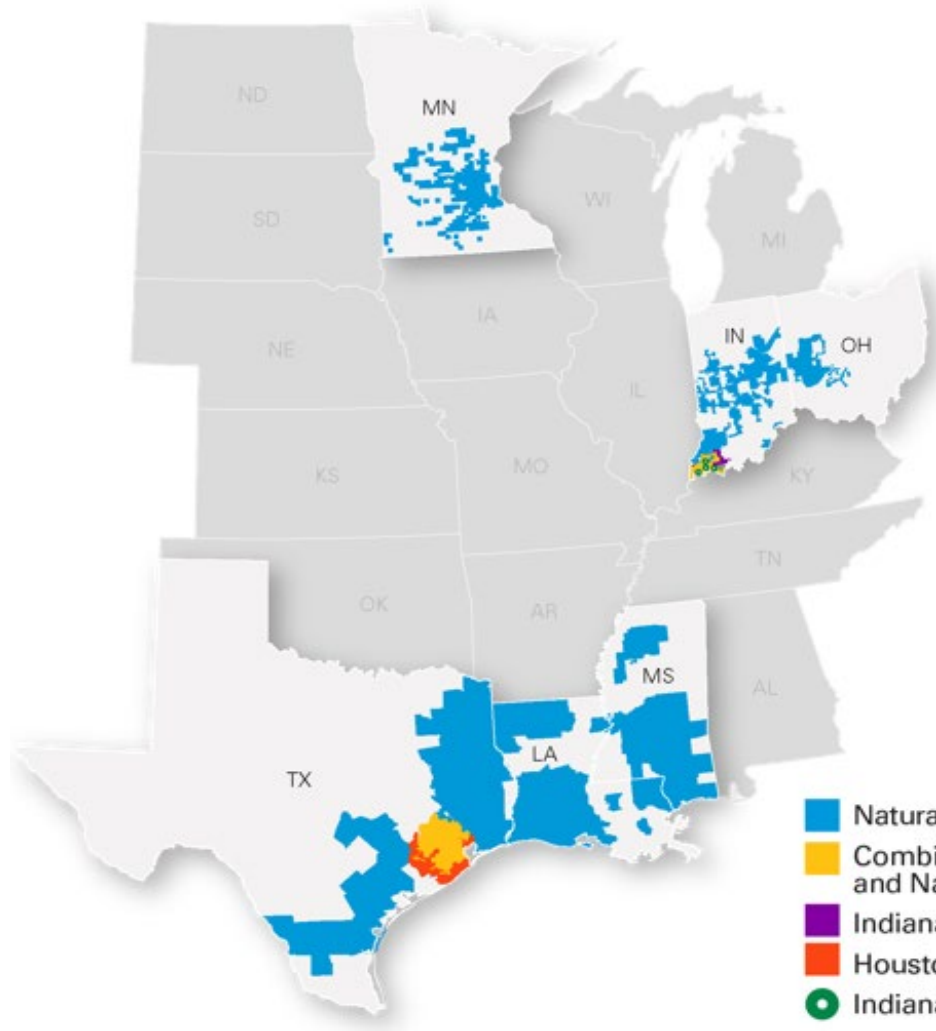 ND
MN
SD
WI
MI
IA
NE
IN
OH
IL
KS
MO
KY
TN
OK
AR
MS
AL
LA
TX
Natura
Combi
and Na
Indiana
Housto
Indiana